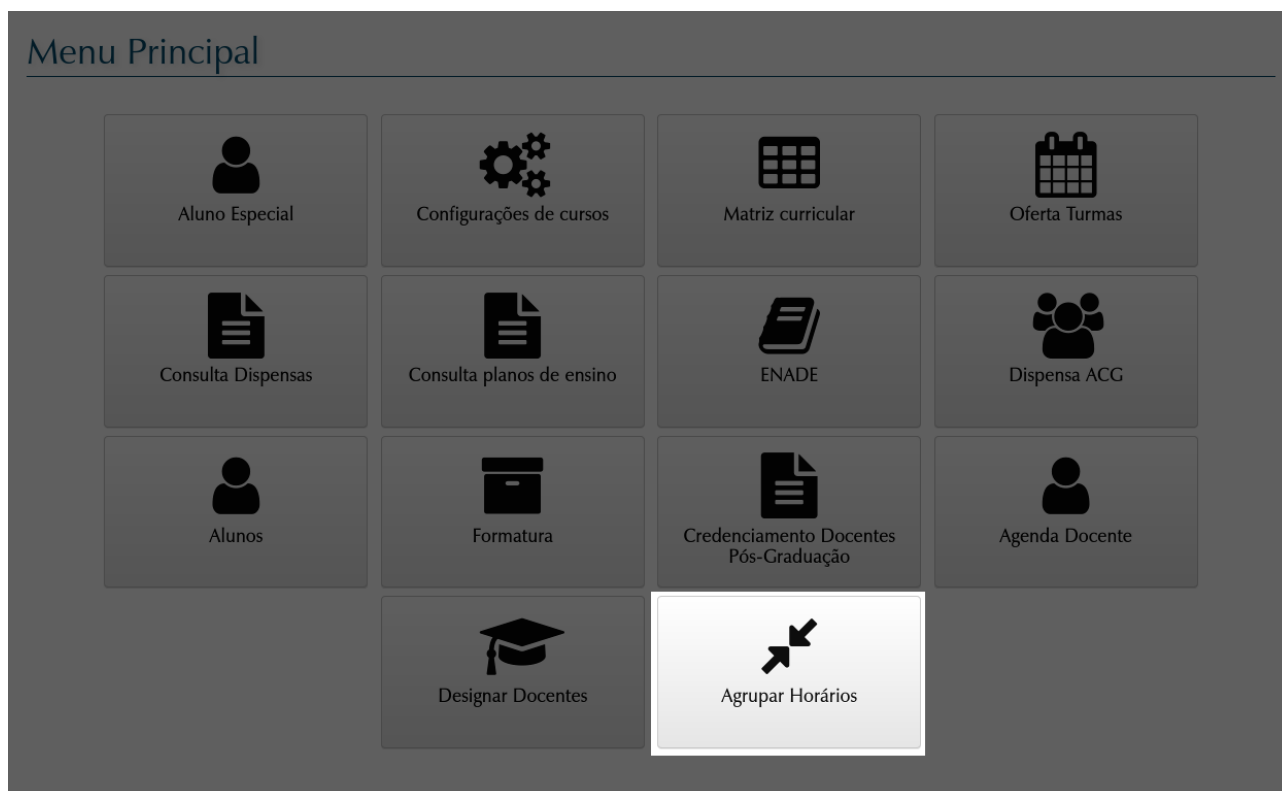 Menu Principal
Aluno Especial
Configurações de cursos
Matriz curricular
Oferta Turmas
Consulta Dispensas
Consulta planos de ensino
ENADE
Dispensa ACG
Alunos
Formatura
Credenciamento Docentes
Pós-Graduação
Agenda Docente
Designar Docentes
Agrupar Horários